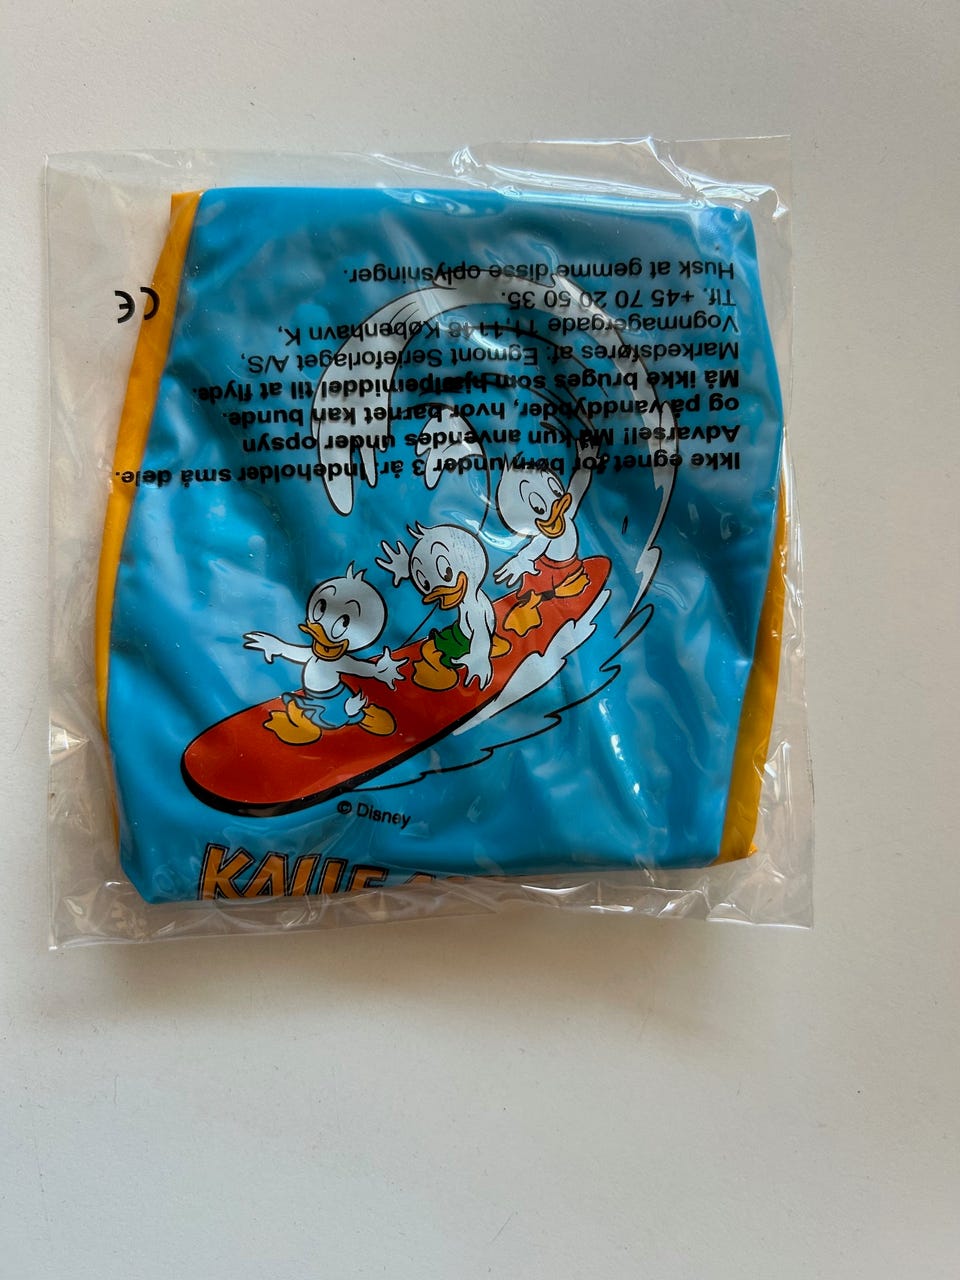 Ikke egnet for børn under 3 år. Indeholder små dele.
Advarsel!! Må kun anvendes under opsyn
og på vanddybder, hvor barnet kan bunde.
Må ikke bruges som hjælpemiddel til at flyde.
Markedsføres af: Egmont Serieforlaget A/S,
Vognmagergade 11,1148 København K,
Tlf. +45 70 20 50 35.
Husk at gemme disse oplysninger.
CE
© Disney
KALLE